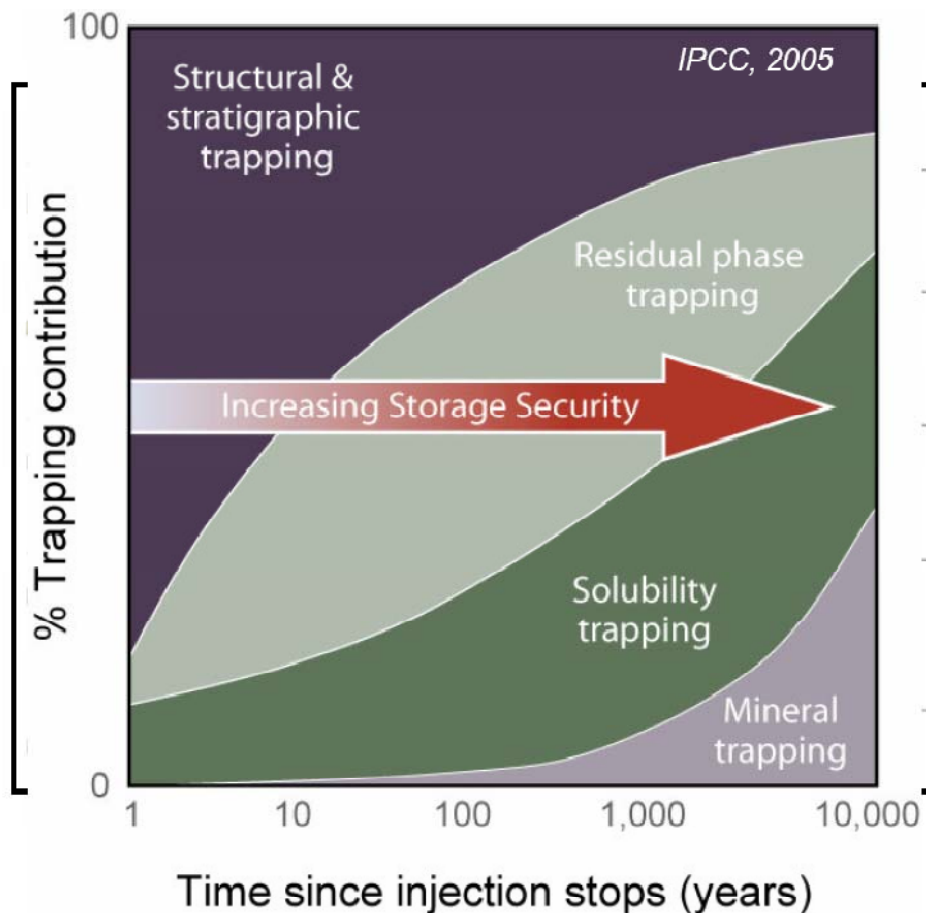 100
IPCC, 2005
Structural &
stratigraphic
trapping
Residual phase
trapping
Increasing Storage Security
Solubility
trapping
Mineral
trapping
% Trapping contribution
0
1 10 100 1,000 10,000
Time since injection stops (years)